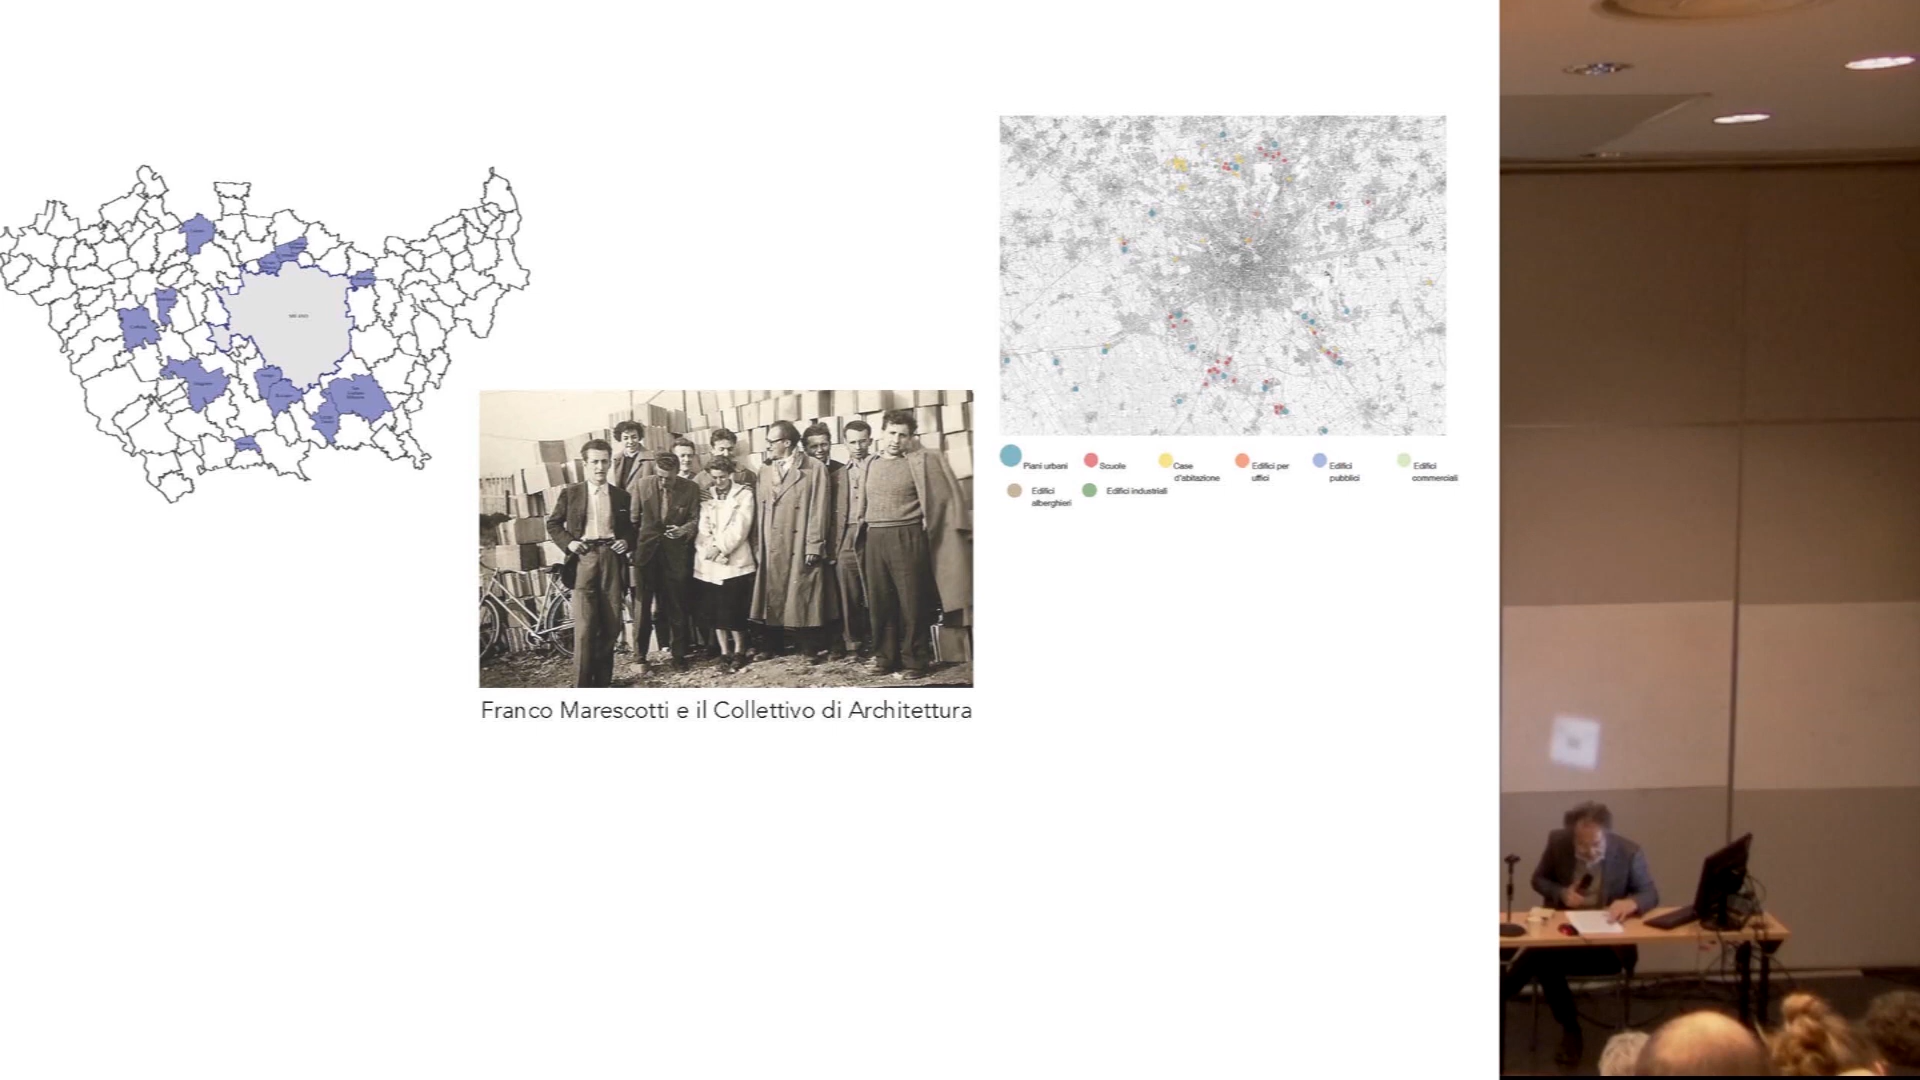 MILANO
Franco Marescotti e il Collettivo di Architettura
Piani urbani
Scuole
Case
d'abitazione
Edifici per
uffici
Edifici
pubblici
Edifici
commerciali
Edifici
alberghieri
Edifici industriali